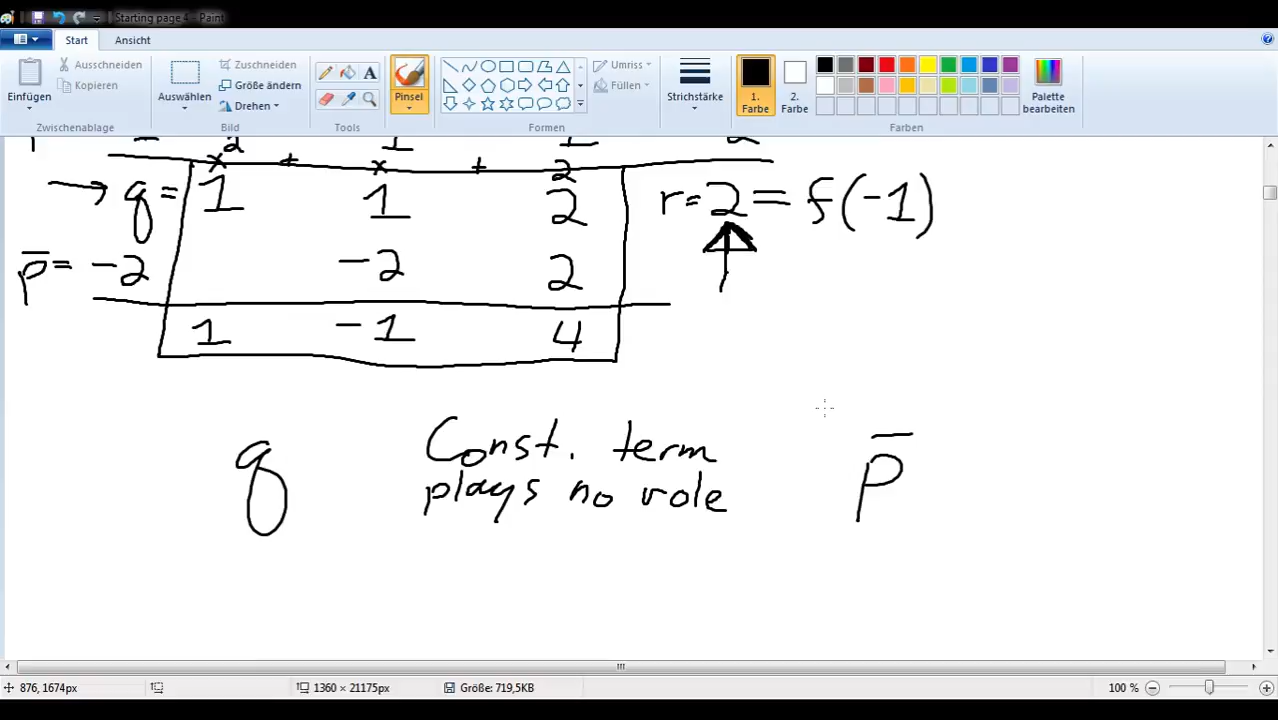 Starting page 4 - Paint
Start Ansicht
Einfügen
Ausschneiden
Kopieren
Zwischenablage
Auswählen
Zuschneiden
Größe ändern
Drehen
Bild
A
Tools
Pinsel
Formen
Umriss
Füllen
Strichstärke
1.
Farbe
2.
Farbe
Palette
bearbeiten
Farben
x + x + 2
q = 1 1 2 r = 2 = f(-1)
p̅ = -2 -2 2
1 -1 4
q
Const. term
plays no role
p̅
876, 1674px
1360 × 21175px
Größe: 719,5KB
100 %